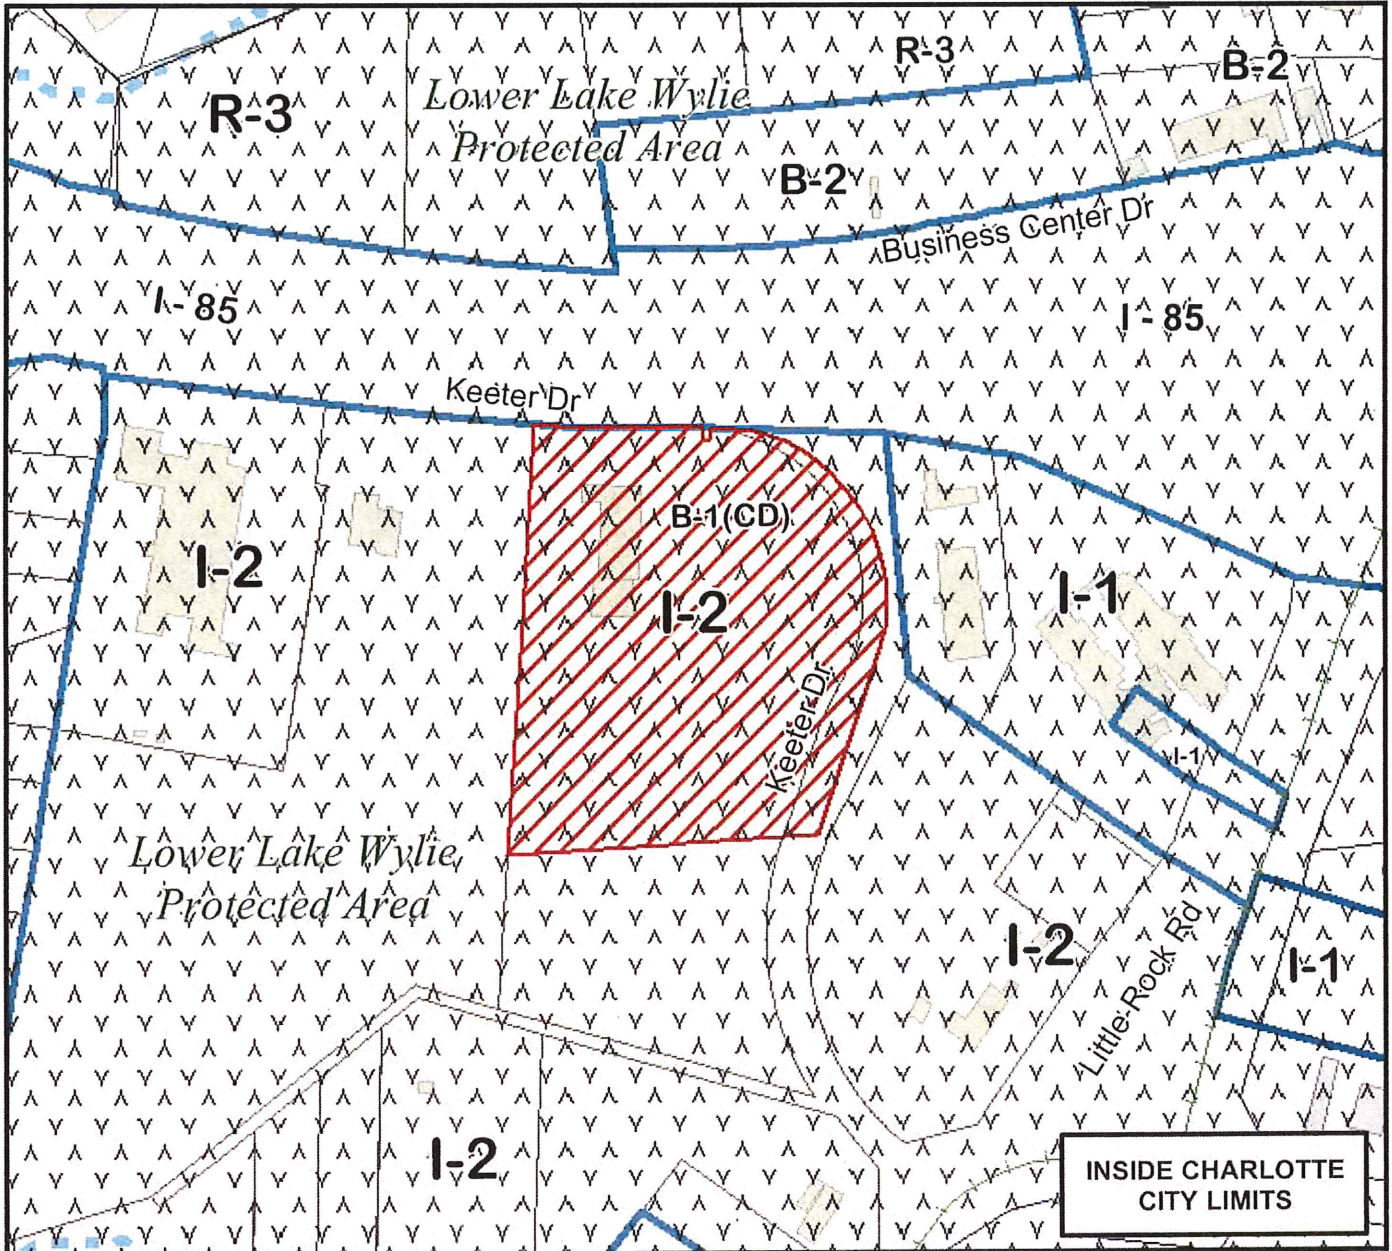 R-3
B-2
R-3
Lower Lake Wylie
Protected Area
B-2
Business Center Dr
I - 85
I - 85
Keeter Dr
B-1(CD)
I-2
I-2
I-1
Keeter Dr
I-1
Lower Lake Wylie
Protected Area
I-2
Little Rock Rd
I-1
I-2
INSIDE CHARLOTTE
CITY LIMITS